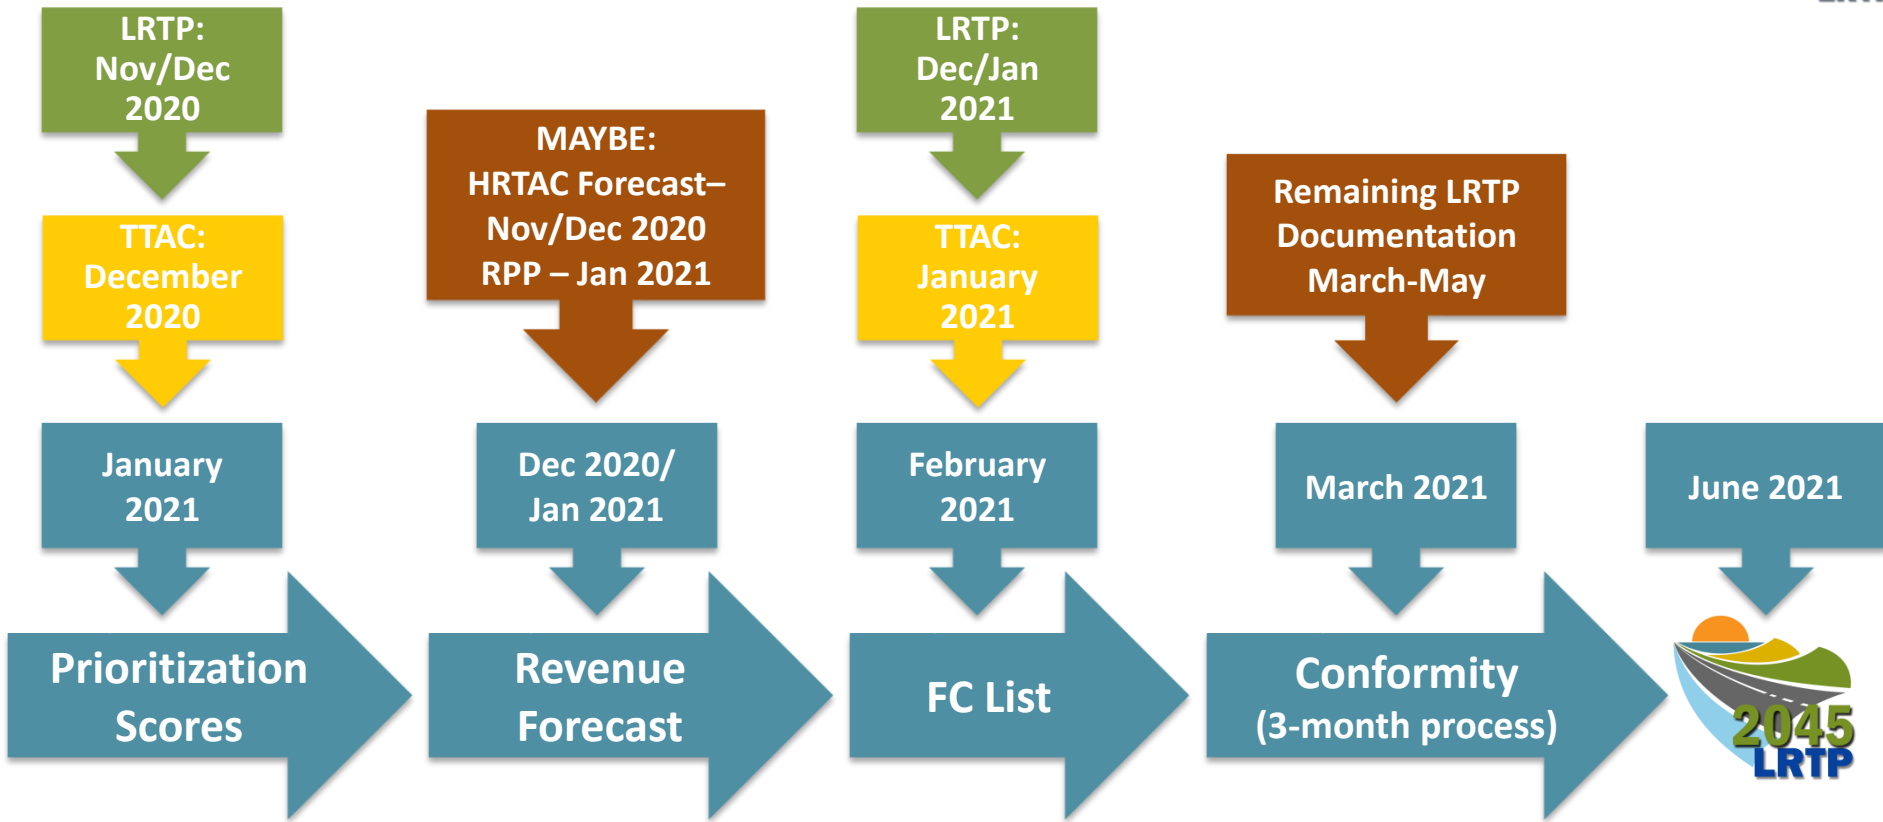 LRTP:
Nov/Dec
2020
TTAC:
December
2020
January
2021
Prioritization
Scores
MAYBE:
HRTAC Forecast–
Nov/Dec 2020
RPP – Jan 2021
Dec 2020/
Jan 2021
Revenue
Forecast
LRTP:
Dec/Jan
2021
TTAC:
January
2021
February
2021
FC List
Remaining LRTP
Documentation
March-May
March 2021
Conformity
(3-month process)
June 2021
2045
LRTP